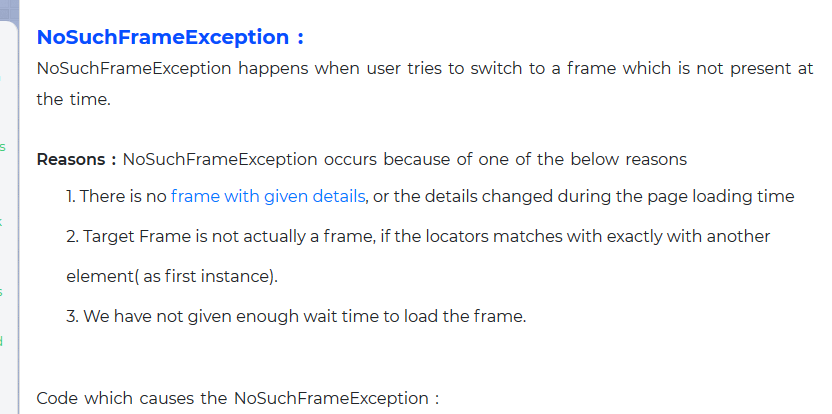 NoSuchFrameException :
NoSuchFrameException happens when user tries to switch to a frame which is not present at
the time.
Reasons : NoSuchFrameException occurs because of one of the below reasons
1. There is no frame with given details, or the details changed during the page loading time
2. Target Frame is not actually a frame, if the locators matches with exactly with another
element( as first instance).
3. We have not given enough wait time to load the frame.
Code which causes the NoSuchFrameException :